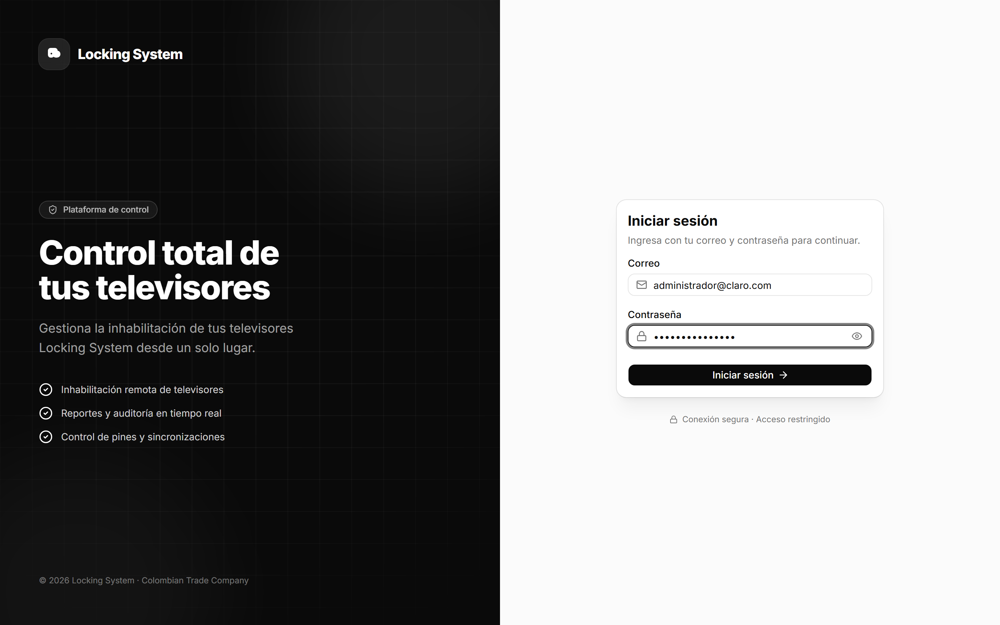 Locking System
Plataforma de control
Control total de
tus televisores
Gestiona la inhabilitación de tus televisores
Locking System desde un solo lugar.
Inhabilitación remota de televisores
Reportes y auditoría en tiempo real
Control de pines y sincronizaciones
© 2026 Locking System · Colombian Trade Company
Iniciar sesión
Ingresa con tu correo y contraseña para continuar.
Correo
administrador@claro.com
Contraseña
•••••••••••••••
Iniciar sesión →
Conexión segura · Acceso restringido